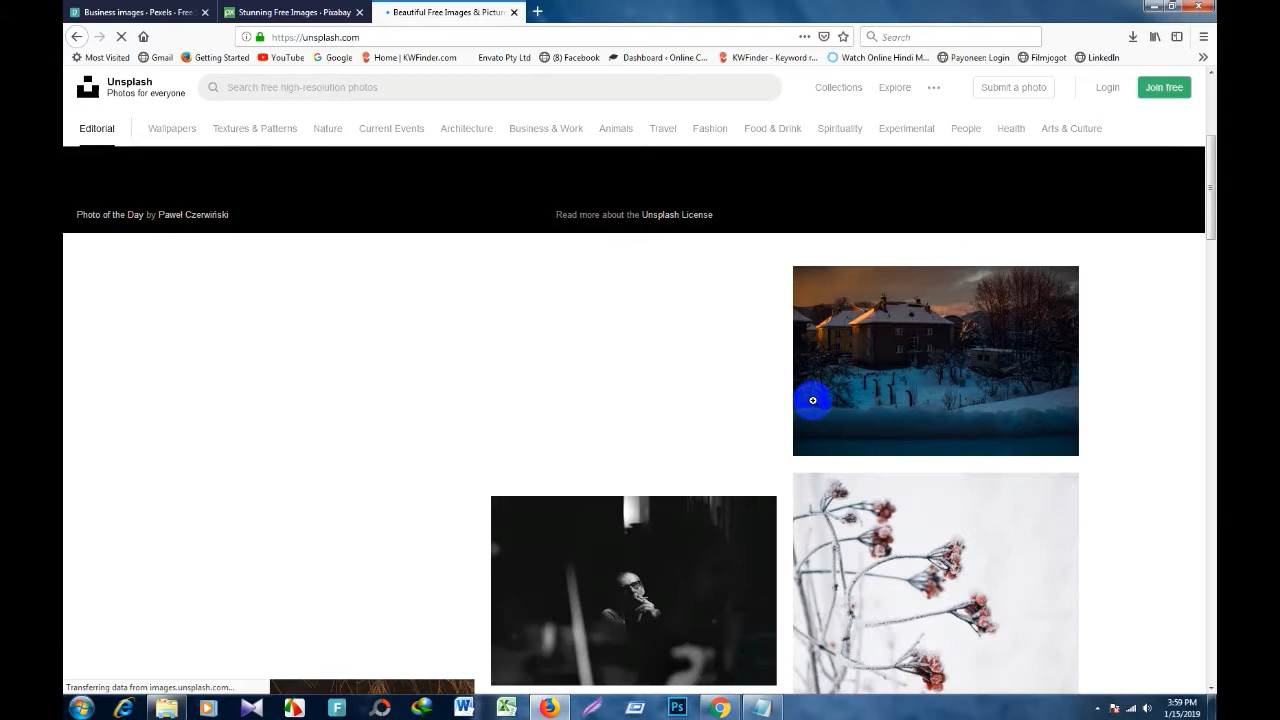 Business images · Pexels · Free
Stunning Free Images · Pixabay
Beautiful Free Images & Picture
https://unsplash.com
Search
Most Visited
Gmail
Getting Started
YouTube
Google
Home | KWFinder.com
Envato Pty Ltd
(8) Facebook
Dashboard ‹ Online C...
KWFinder - Keyword r...
Watch Online Hindi M...
Payoneen Login
Filmjogot
LinkedIn
Unsplash
Photos for everyone
Search free high-resolution photos
Collections
Explore
Submit a photo
Login
Join free
Editorial
Wallpapers
Textures & Patterns
Nature
Current Events
Architecture
Business & Work
Animals
Travel
Fashion
Food & Drink
Spirituality
Experimental
People
Health
Arts & Culture
Photo of the Day by Paweł Czerwiński
Read more about the Unsplash License
Transferring data from images.unsplash.com...
3:59 PM
1/15/2019